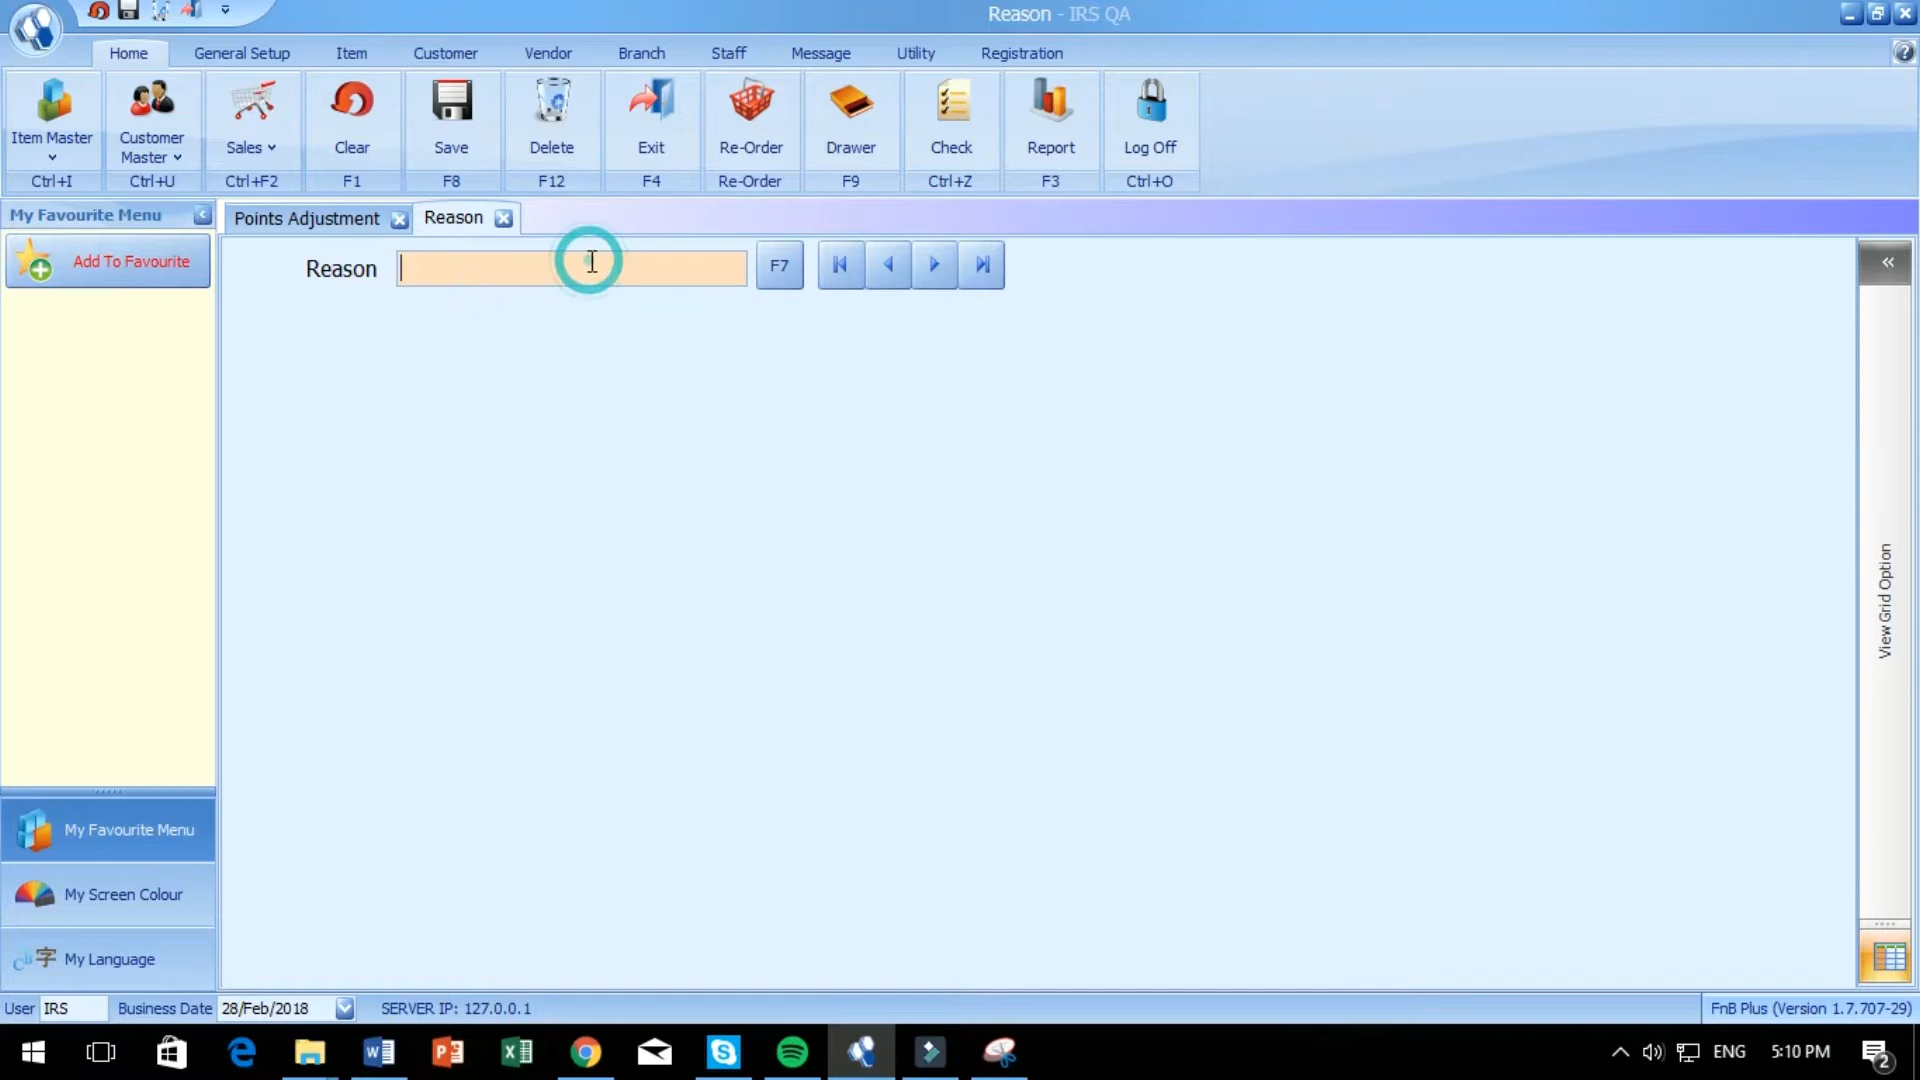 Reason - IRS QA
Home General Setup Item Customer Vendor Branch Staff Message Utility Registration
Item Master
Ctrl+I
Customer
Master
Ctrl+U
Sales
Ctrl+F2
Clear
F1
Save
F8
Delete
F12
Exit
F4
Re-Order
Re-Order
Drawer
F9
Check
Ctrl+Z
Report
F3
Log Off
Ctrl+O
My Favourite Menu
Points Adjustment
Reason
Add To Favourite
Reason
F7
View Grid Option
My Favourite Menu
My Screen Colour
字 My Language
User IRS Business Date 28/Feb/2018 SERVER IP: 127.0.0.1 FnB Plus (Version 1.7.707-29)
ENG 5:10 PM 2